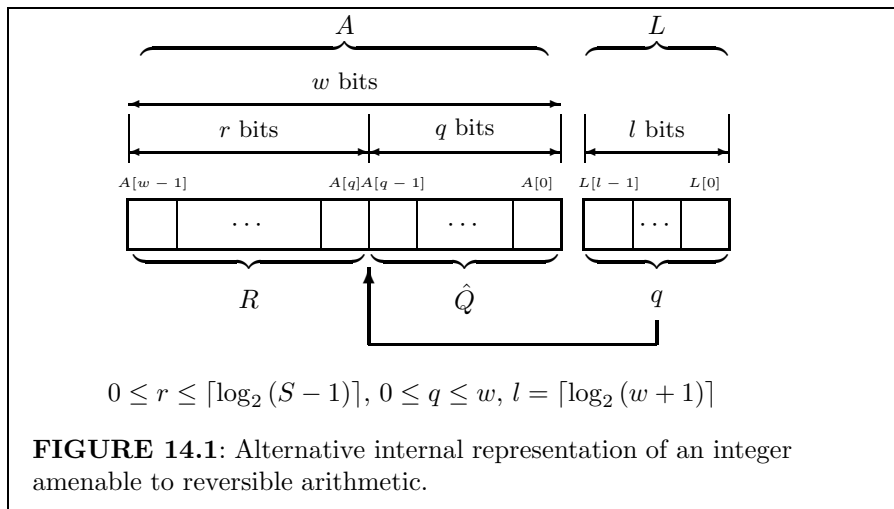 A L
w bits
r bits q bits l bits
A[w − 1] A[q]A[q − 1] A[0] L[l − 1] L[0]
··· ··· ···
R Q̂ q
0 ≤ r ≤ ⌈log₂ (S − 1)⌉, 0 ≤ q ≤ w, l = ⌈log₂ (w + 1)⌉
FIGURE 14.1: Alternative internal representation of an integer
amenable to reversible arithmetic.